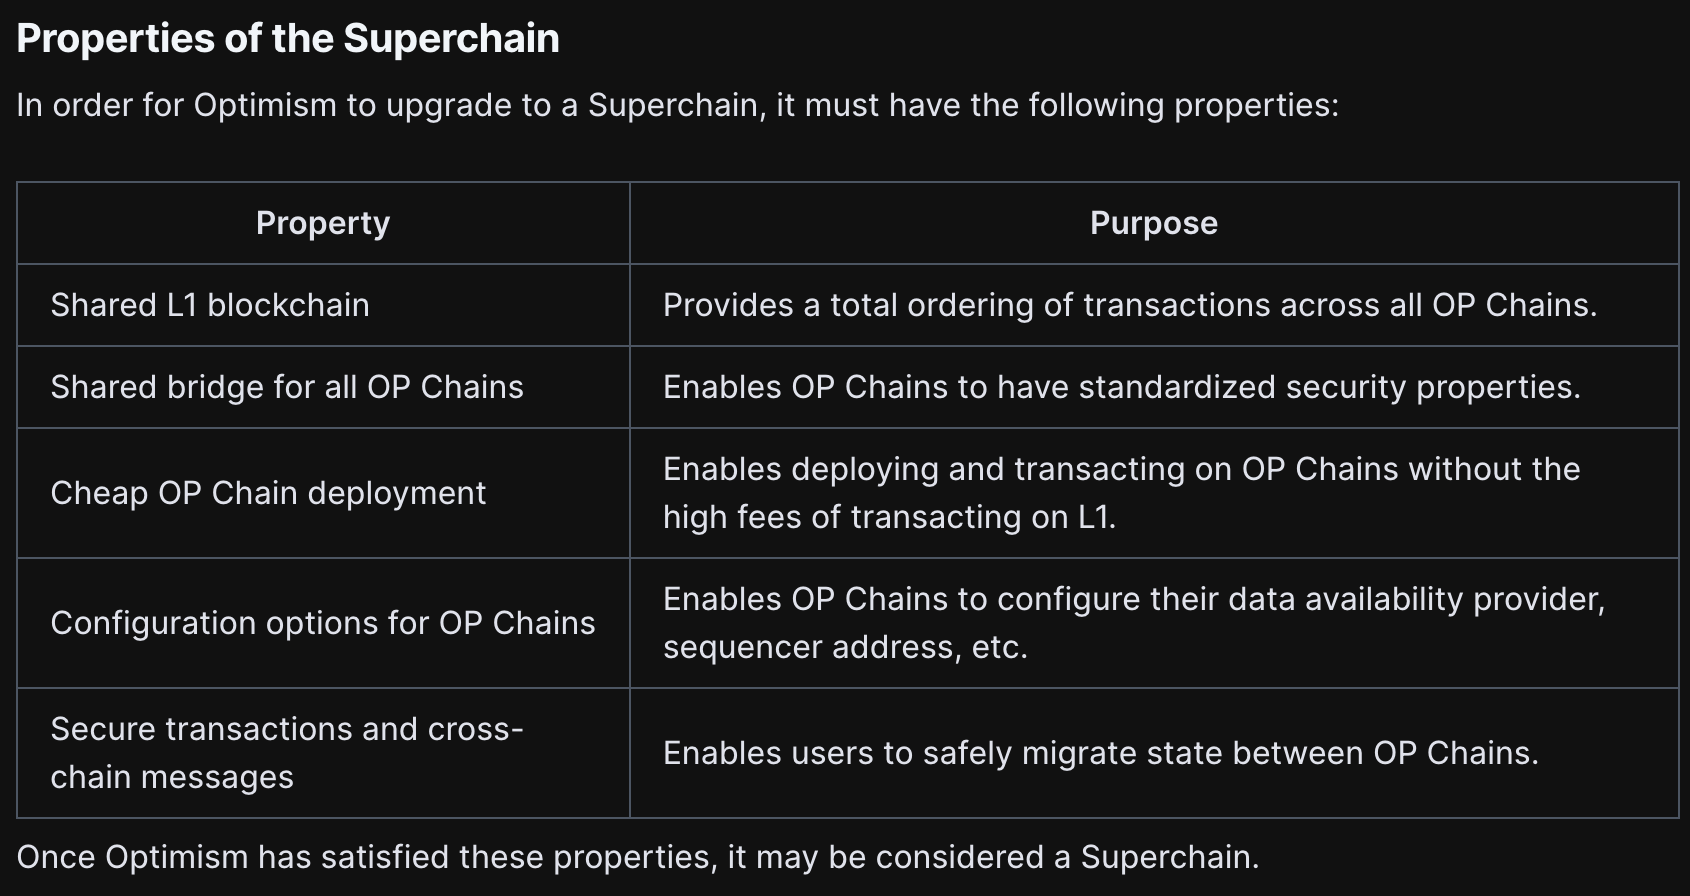 Properties of the Superchain
In order for Optimism to upgrade to a Superchain, it must have the following properties:
Property
Purpose
Shared L1 blockchain
Provides a total ordering of transactions across all OP Chains.
Shared bridge for all OP Chains
Enables OP Chains to have standardized security properties.
Cheap OP Chain deployment
Enables deploying and transacting on OP Chains without the
high fees of transacting on L1.
Configuration options for OP Chains
Enables OP Chains to configure their data availability provider,
sequencer address, etc.
Secure transactions and cross-
chain messages
Enables users to safely migrate state between OP Chains.
Once Optimism has satisfied these properties, it may be considered a Superchain.